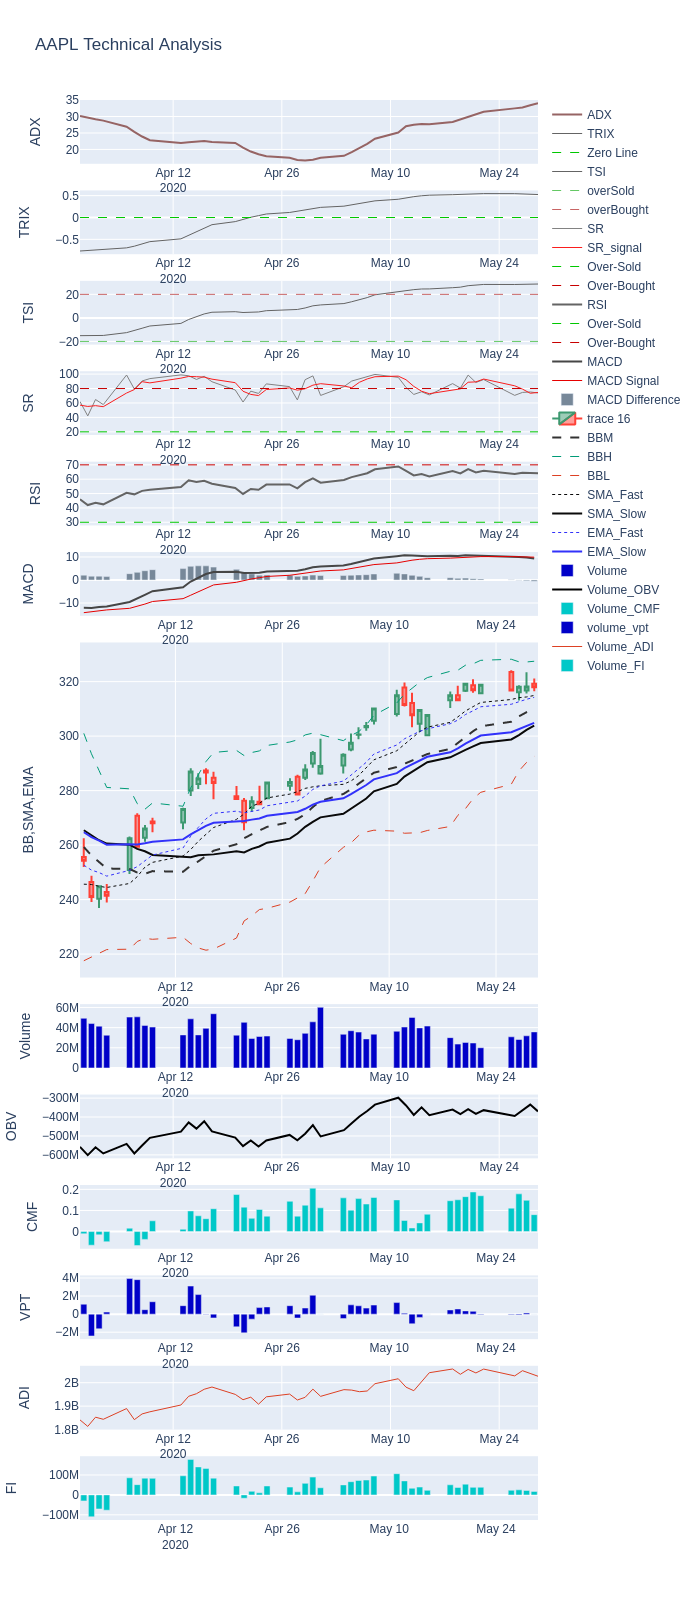 AAPL Technical Analysis
35
30
25
20
ADX
Apr 12
2020
Apr 26
May 10
May 24
0.5
0
−0.5
TRIX
Apr 12
2020
Apr 26
May 10
May 24
20
0
−20
TSI
Apr 12
2020
Apr 26
May 10
May 24
100
80
60
40
20
SR
Apr 12
2020
Apr 26
May 10
May 24
70
60
50
40
30
RSI
Apr 12
2020
Apr 26
May 10
May 24
10
0
−10
MACD
Apr 12
2020
Apr 26
May 10
May 24
320
300
280
260
240
220
BB,SMA,EMA
Apr 12
2020
Apr 26
May 10
May 24
60M
40M
20M
0
Volume
Apr 12
2020
Apr 26
May 10
May 24
−300M
−400M
−500M
−600M
OBV
Apr 12
2020
Apr 26
May 10
May 24
0.2
0.1
0
CMF
Apr 12
2020
Apr 26
May 10
May 24
4M
2M
0
−2M
VPT
Apr 12
2020
Apr 26
May 10
May 24
2B
1.9B
1.8B
ADI
Apr 12
2020
Apr 26
May 10
May 24
100M
0
−100M
FI
Apr 12
2020
Apr 26
May 10
May 24
ADX
TRIX
Zero Line
TSI
overSold
overBought
SR
SR_signal
Over-Sold
Over-Bought
RSI
Over-Sold
Over-Bought
MACD
MACD Signal
MACD Difference
trace 16
BBM
BBH
BBL
SMA_Fast
SMA_Slow
EMA_Fast
EMA_Slow
Volume
Volume_OBV
Volume_CMF
volume_vpt
Volume_ADI
Volume_FI